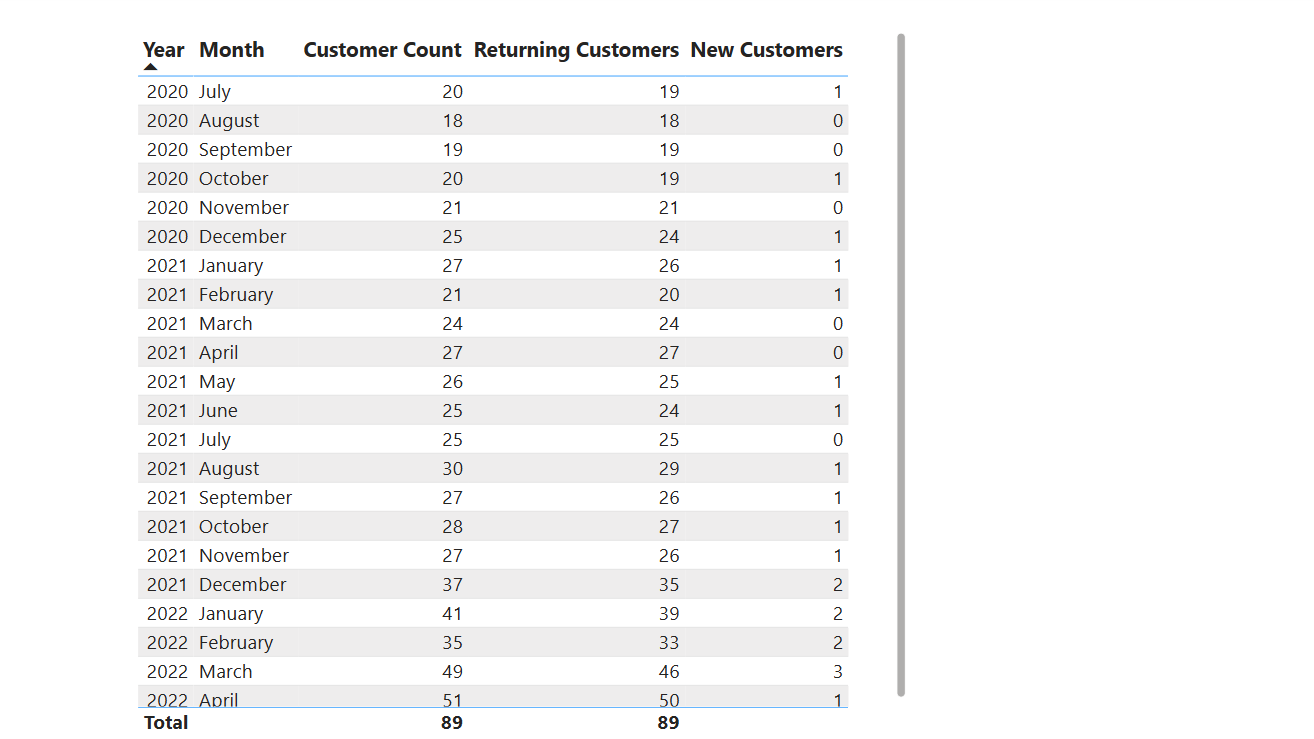 Year Month Customer Count Returning Customers New Customers
2020 July 20 19 1
2020 August 18 18 0
2020 September 19 19 0
2020 October 20 19 1
2020 November 21 21 0
2020 December 25 24 1
2021 January 27 26 1
2021 February 21 20 1
2021 March 24 24 0
2021 April 27 27 0
2021 May 26 25 1
2021 June 25 24 1
2021 July 25 25 0
2021 August 30 29 1
2021 September 27 26 1
2021 October 28 27 1
2021 November 27 26 1
2021 December 37 35 2
2022 January 41 39 2
2022 February 35 33 2
2022 March 49 46 3
2022 April 51 50 1
Total 89 89